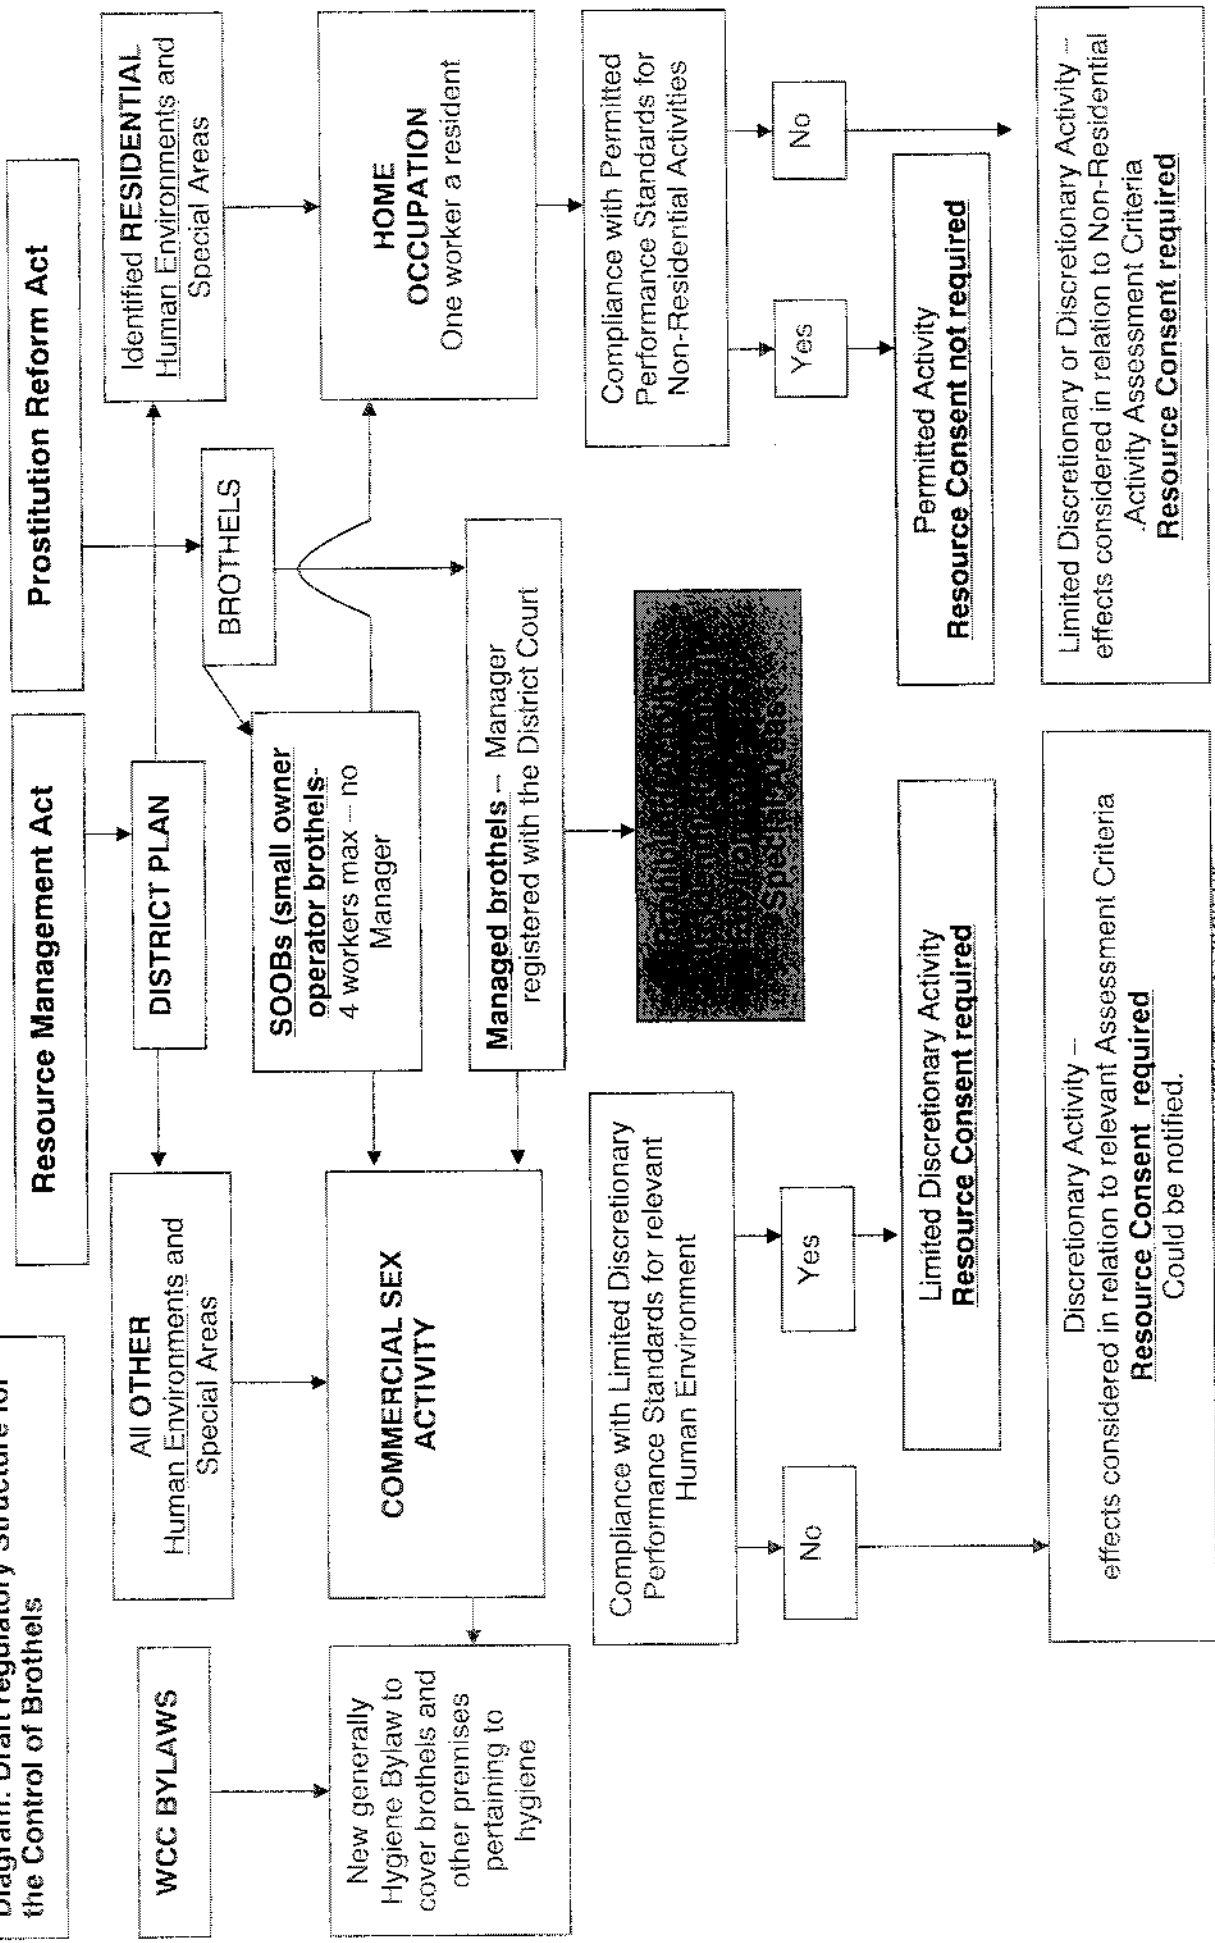 Diagram: Draft regulatory structure for
the Control of Brothels
Resource Management Act
Prostitution Reform Act
WCC BYLAWS
All OTHER
Human Environments and
Special Areas
DISTRICT PLAN
BROTHELS
Identified RESIDENTIAL
Human Environments and
Special Areas
SOOBs (small owner
operator brothels-
4 workers max – no
Manager
New generally
Hygiene Bylaw to
cover brothels and
other premises
pertaining to
hygiene
COMMERCIAL SEX
ACTIVITY
HOME
OCCUPATION
One worker a resident
Managed brothels – Manager
registered with the District Court
Compliance with Limited Discretionary
Performance Standards for relevant
Human Environment
Special Areas
Compliance with Permitted
Performance Standards for
Non-Residential Activities
No
Yes
Yes
No
Limited Discretionary Activity
Resource Consent required
Permitted Activity
Resource Consent not required
Discretionary Activity –
effects considered in relation to relevant Assessment Criteria
Resource Consent required
Could be notified.
Limited Discretionary or Discretionary Activity –
effects considered in relation to Non-Residential
.Activity Assessment Criteria
Resource Consent required